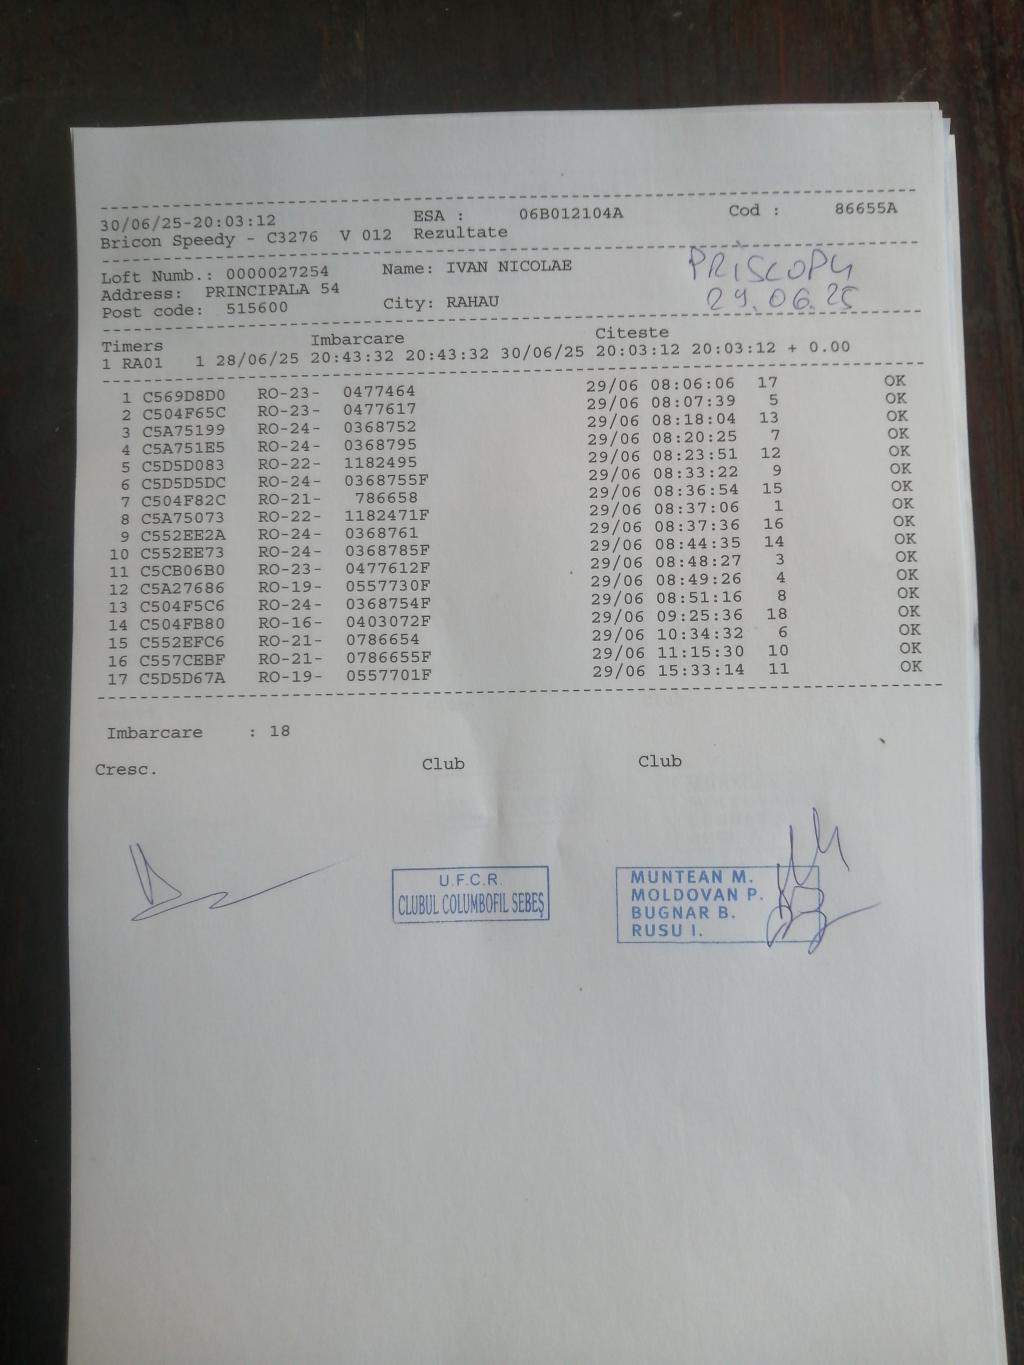 30/06/25-20:03:12 ESA : 06B012104A Cod : 86655A
Bricon Speedy - C3276 V 012 Rezultate
Loft Numb.: 0000027254 Name: IVAN NICOLAE
Address: PRINCIPALA 54
Post code: 515600 City: RAHAU
PRISCOPU
29.06.25
Timers Imbarcare Citeste
1 RA01 1 28/06/25 20:43:32 20:43:32 30/06/25 20:03:12 20:03:12 + 0.00
1 C569D8D0 RO-23- 0477464 29/06 08:06:06 17 OK
2 C504F65C RO-23- 0477617 29/06 08:07:39 5 OK
3 C5A75199 RO-24- 0368752 29/06 08:18:04 13 OK
4 C5A751E5 RO-24- 0368795 29/06 08:20:25 7 OK
5 C5D5D083 RO-22- 1182495 29/06 08:23:51 12 OK
6 C5D5D5DC RO-24- 0368755F 29/06 08:33:22 9 OK
7 C504F82C RO-21- 786658 29/06 08:36:54 15 OK
8 C5A75073 RO-22- 1182471F 29/06 08:37:06 1 OK
9 C552EE2A RO-24- 0368761 29/06 08:37:36 16 OK
10 C552EE73 RO-24- 0368785F 29/06 08:44:35 14 OK
11 C5CB06B0 RO-23- 0477612F 29/06 08:48:27 3 OK
12 C5A27686 RO-19- 0557730F 29/06 08:49:26 4 OK
13 C504F5C6 RO-24- 0368754F 29/06 08:51:16 8 OK
14 C504FB80 RO-16- 0403072F 29/06 09:25:36 18 OK
15 C552EFC6 RO-21- 0786654 29/06 10:34:32 6 OK
16 C557CEBF RO-21- 0786655F 29/06 11:15:30 10 OK
17 C5D5D67A RO-19- 0557701F 29/06 15:33:14 11 OK
Imbarcare : 18
Cresc. Club Club
U.F.C.R.
CLUBUL COLUMBOFIL SEBEȘ
MUNTEAN M.
MOLDOVAN P.
BUGNAR B.
RUSU I.